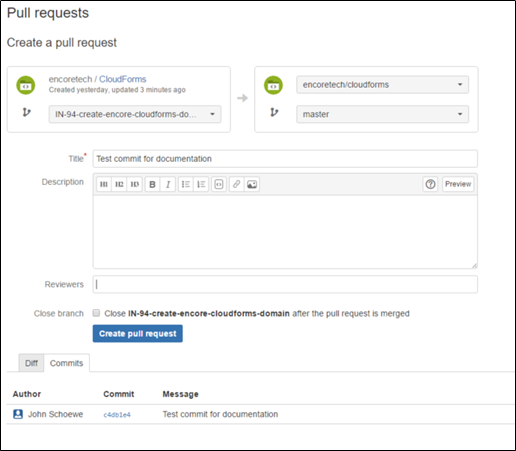 Pull requests
Create a pull request
encoretech / CloudForms
Created yesterday, updated 3 minutes ago
IN-94-create-encore-cloudforms-do...
encoretech/cloudforms
master
Title* Test commit for documentation
Description H1 H2 H3 B I Preview
Reviewers
Close branch Close IN-94-create-encore-cloudforms-domain after the pull request is merged
Create pull request
Diff Commits
Author Commit Message
John Schoewe c4db1e4 Test commit for documentation